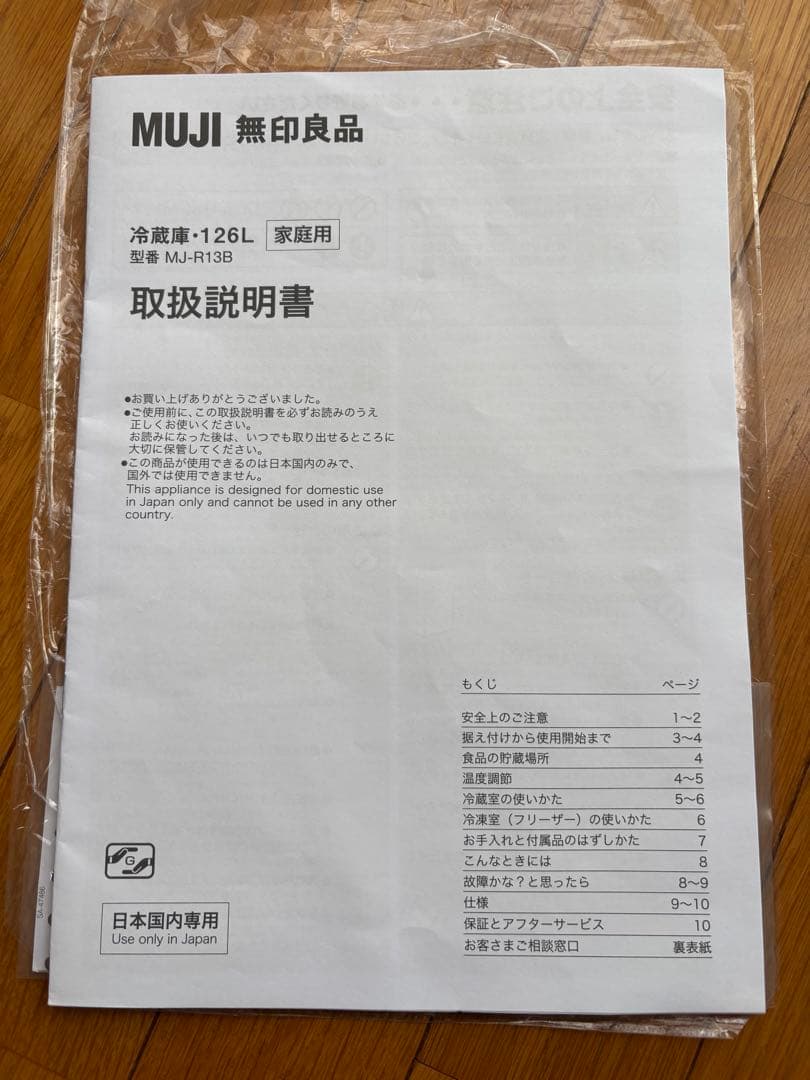 MUJI 無印良品
冷蔵庫・126L 家庭用
型番 MJ-R13B
取扱説明書
●お買い上げありがとうございました。
●ご使用前に、この取扱説明書を必ずお読みのうえ
正しくお使いください。
お読みになった後は、いつでも取り出せるところに
大切に保管してください。
●この商品が使用できるのは日本国内のみで、
国外では使用できません。
This appliance is designed for domestic use
in Japan only and cannot be used in any other
country.
もくじ ページ
安全上のご注意 1〜2
据え付けから使用開始まで 3〜4
食品の貯蔵場所 4
温度調節 4〜5
冷蔵室の使いかた 5〜6
冷凍室（フリーザー）の使いかた 6
お手入れと付属品のはずしかた 7
こんなときには 8
故障かな？と思ったら 8〜9
仕様 9〜10
保証とアフターサービス 10
お客さまご相談窓口 裏表紙
G
日本国内専用
Use only in Japan